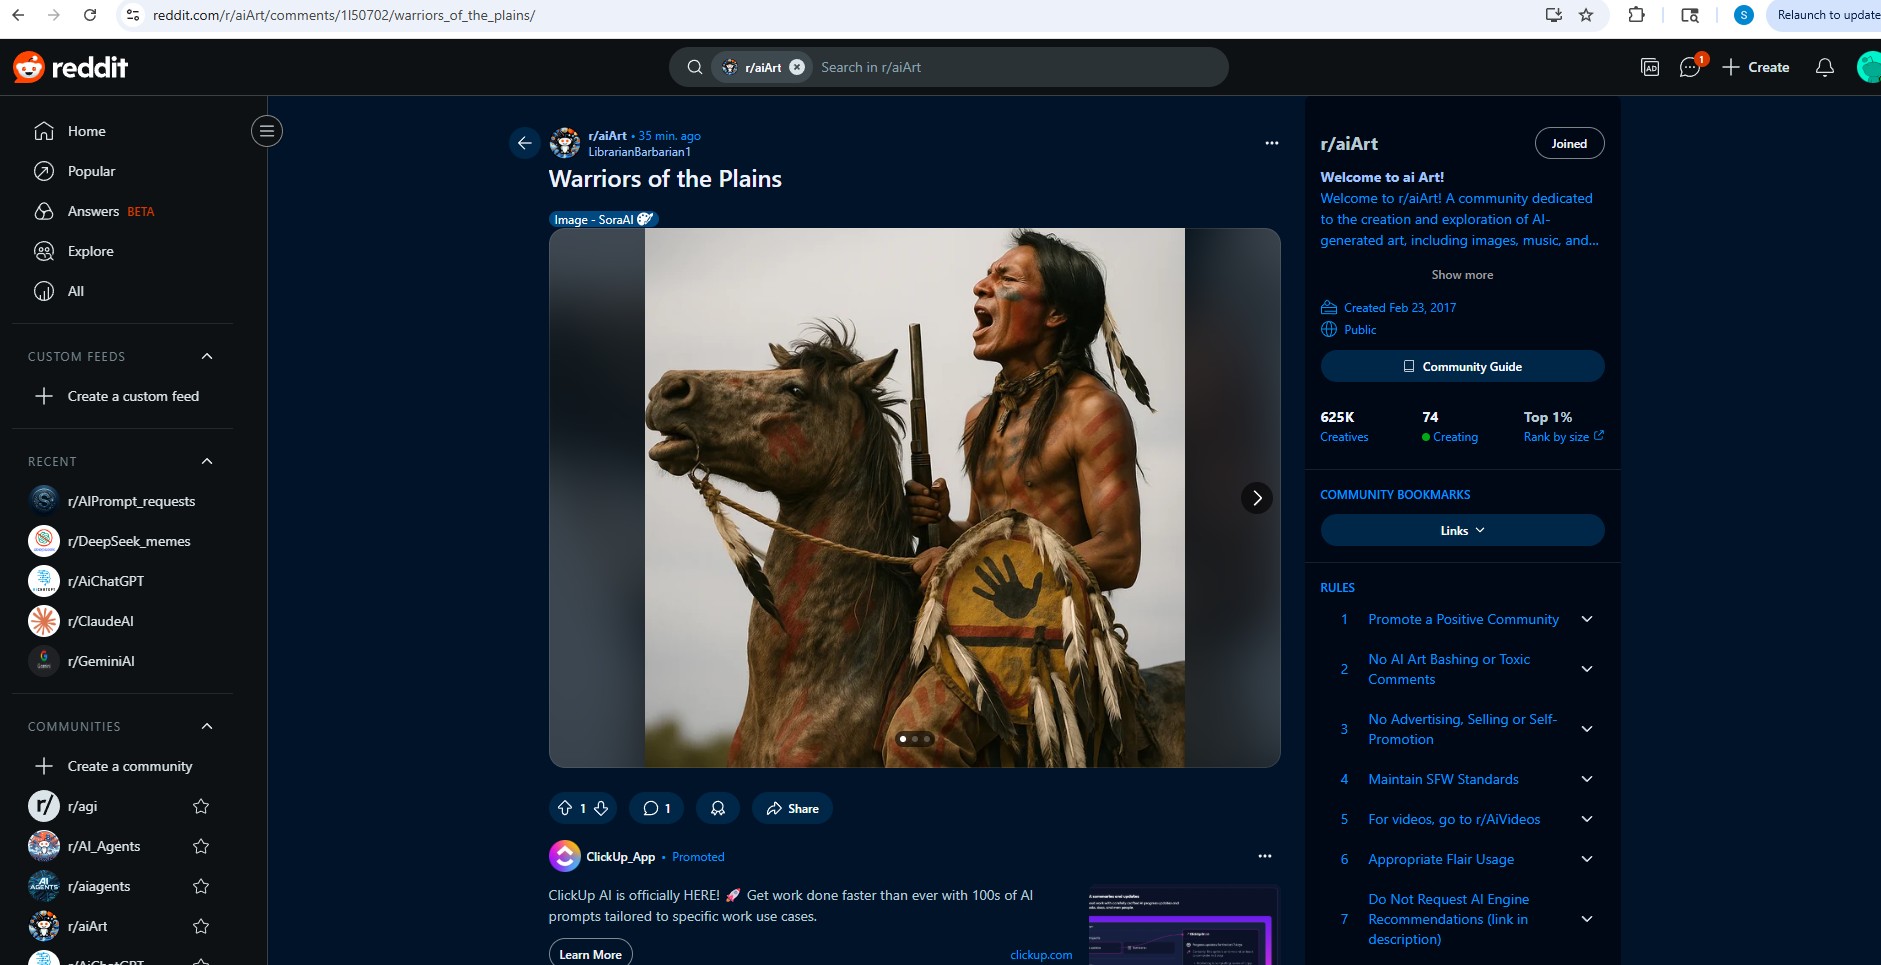 reddit.com/r/aiArt/comments/1l50702/warriors_of_the_plains/
S
Relaunch to update
reddit
r/aiArt
Search in r/aiArt
AD
1
Create
Home
Popular
Answers BETA
Explore
All
CUSTOM FEEDS
Create a custom feed
RECENT
r/AIPrompt_requests
r/DeepSeek_memes
r/AiChatGPT
r/ClaudeAI
r/GeminiAI
COMMUNITIES
Create a community
r/ r/agi
r/AI_Agents
AI AGENTS r/aiagents
r/aiArt
r/AiChatGPT
r/aiArt • 35 min. ago
LibrarianBarbarian1
Warriors of the Plains
Image - SoraAI
1
1
Share
ClickUp_App • Promoted
ClickUp AI is officially HERE! 🚀 Get work done faster than ever with 100s of AI
prompts tailored to specific work use cases.
Learn More
clickup.com
r/aiArt
Joined
Welcome to ai Art!
Welcome to r/aiArt! A community dedicated
to the creation and exploration of AI-
generated art, including images, music, and...
Show more
Created Feb 23, 2017
Public
Community Guide
625K 74 Top 1%
Creatives Creating Rank by size
COMMUNITY BOOKMARKS
Links
RULES
1 Promote a Positive Community
2 No AI Art Bashing or Toxic
Comments
3 No Advertising, Selling or Self-
Promotion
4 Maintain SFW Standards
5 For videos, go to r/AiVideos
6 Appropriate Flair Usage
7 Do Not Request AI Engine
Recommendations (link in
description)